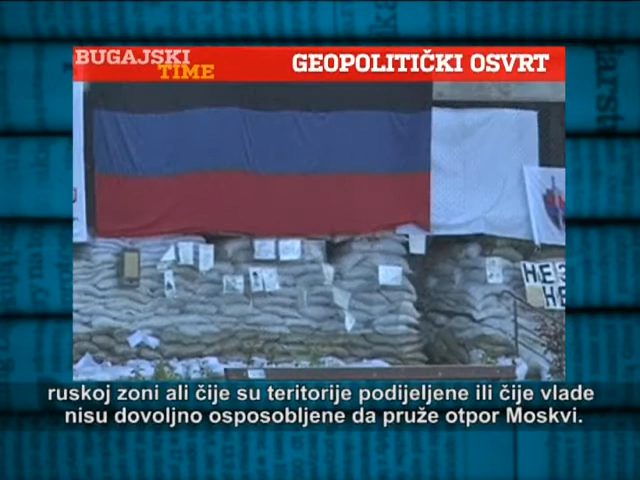 BUGAJSKI
TIME
GEOPOLITIČKI OSVRT
ruskoj zoni ali čije su teritorije podijeljene ili čije vlade
nisu dovoljno osposobljene da pruže otpor Moskvi.